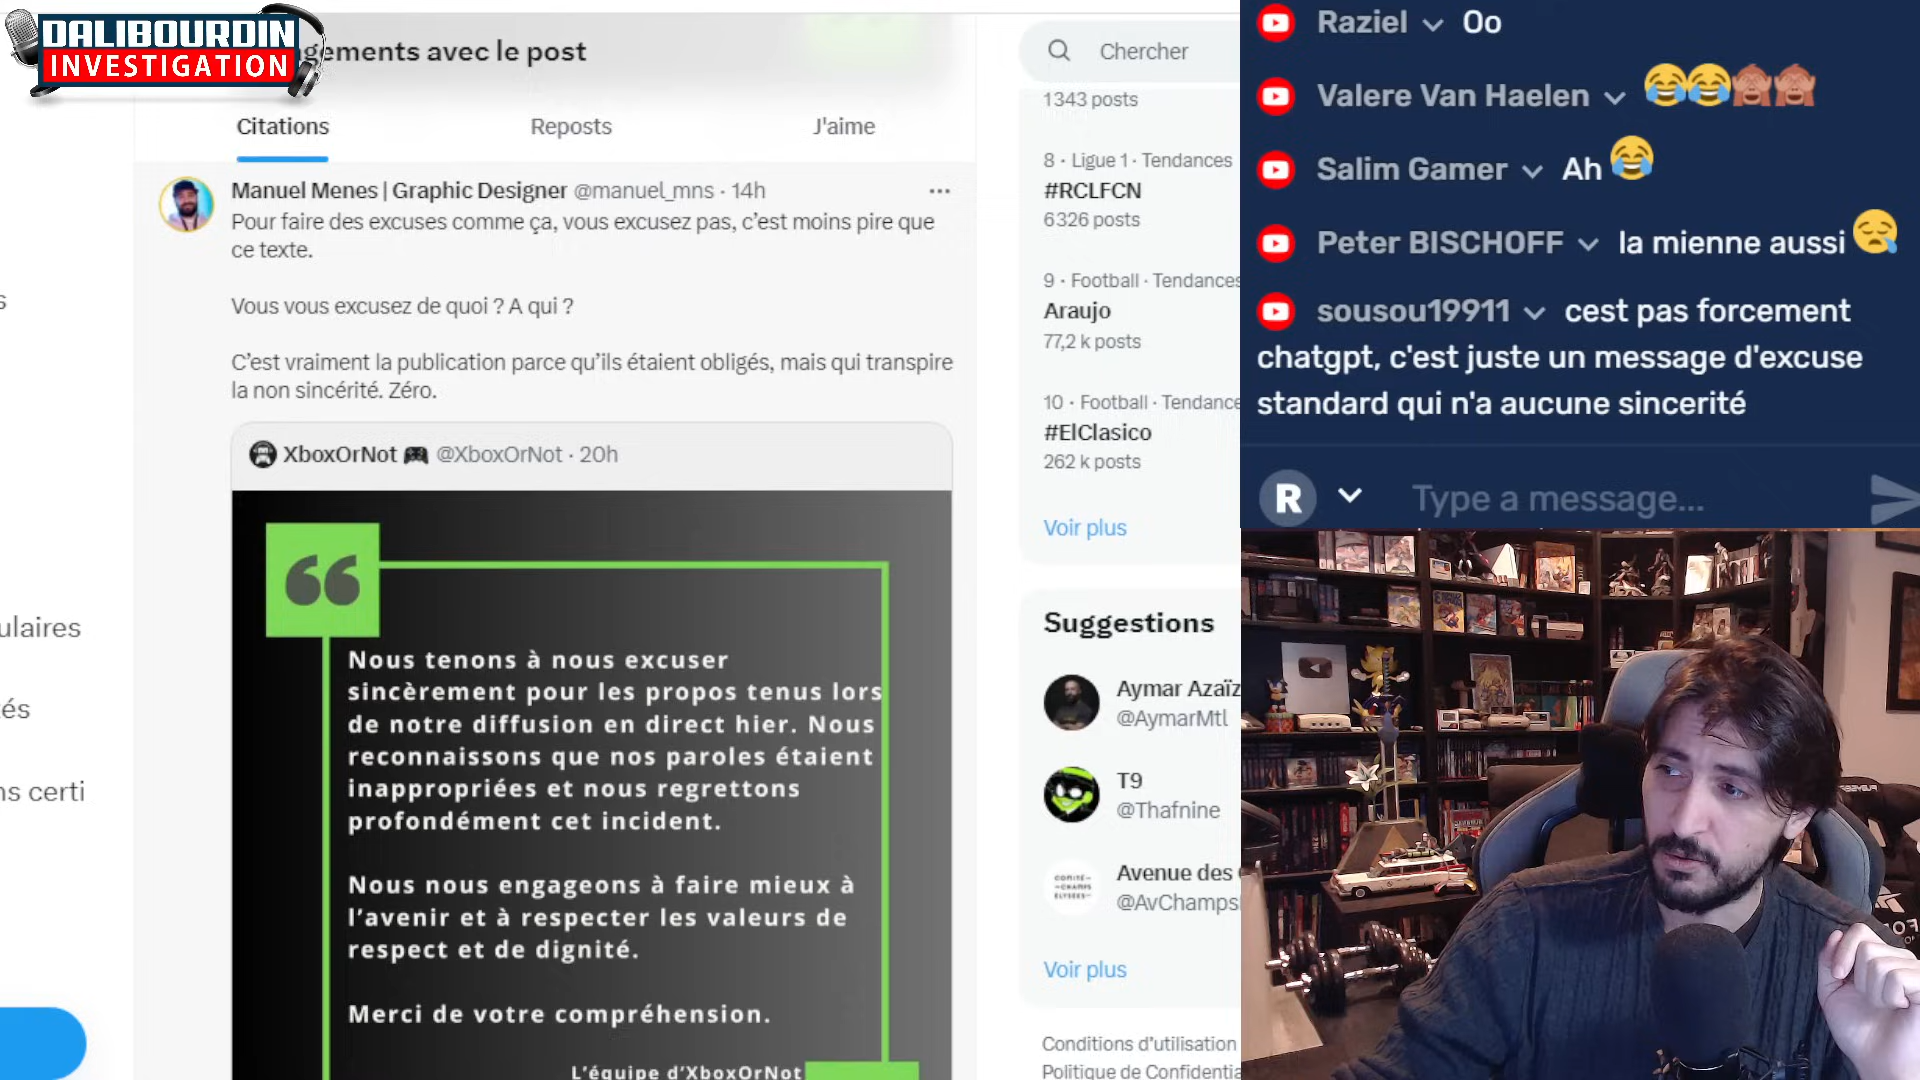 DALIBOURDIN
INVESTIGATION
gements avec le post
Citations
Reposts
J'aime
Manuel Menes | Graphic Designer @manuel_mns · 14h
Pour faire des excuses comme ça, vous excusez pas, c’est moins pire que
ce texte.
Vous vous excusez de quoi ? A qui ?
C’est vraiment la publication parce qu’ils étaient obligés, mais qui transpire
la non sincérité. Zéro.
XboxOrNot 🎮 @XboxOrNot · 20h
Nous tenons à nous excuser
sincèrement pour les propos tenus lors
de notre diffusion en direct hier. Nous
reconnaissons que nos paroles étaient
inappropriées et nous regrettons
profondément cet incident.
Nous nous engageons à faire mieux à
l’avenir et à respecter les valeurs de
respect et de dignité.
Merci de votre compréhension.
L’équipe d’XboxOrNot
s
ulaires
és
ns certi
Chercher
1 343 posts
8 · Ligue 1 · Tendances
#RCLFCN
6 326 posts
9 · Football · Tendances
Araujo
77,2 k posts
10 · Football · Tendance
#ElClasico
262 k posts
Voir plus
Suggestions
Aymar Azaïz
@AymarMtl
T9
@Thafnine
Avenue des
@AvChamps
COMITÉ
CHAMPS
ELYSÉES
Voir plus
Conditions d’utilisation
Politique de Confidentia
Raziel Oo
Valere Van Haelen 😂😂🙈🙈
Salim Gamer Ah 😂
Peter BISCHOFF la mienne aussi 😪
sousou19911 cest pas forcement
chatgpt, c'est juste un message d'excuse
standard qui n'a aucune sincerité
R
Type a message...